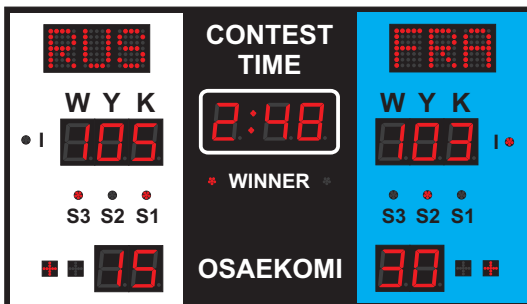 RUS
CONTEST
TIME
FRA
W Y K
W Y K
I 105
2:48
103 I
WINNER
S3 S2 S1
S3 S2 S1
15
OSAEKOMI
30